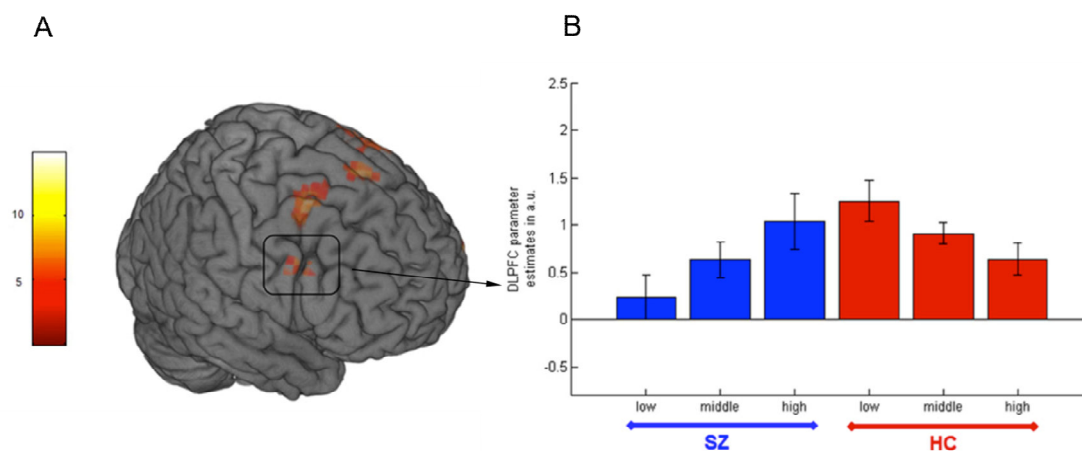 A
10
5
B
DLPFC parameter
estimates in a.u.
2.5
2
1.5
1
0.5
0
-0.5
low middle high low middle high
SZ HC